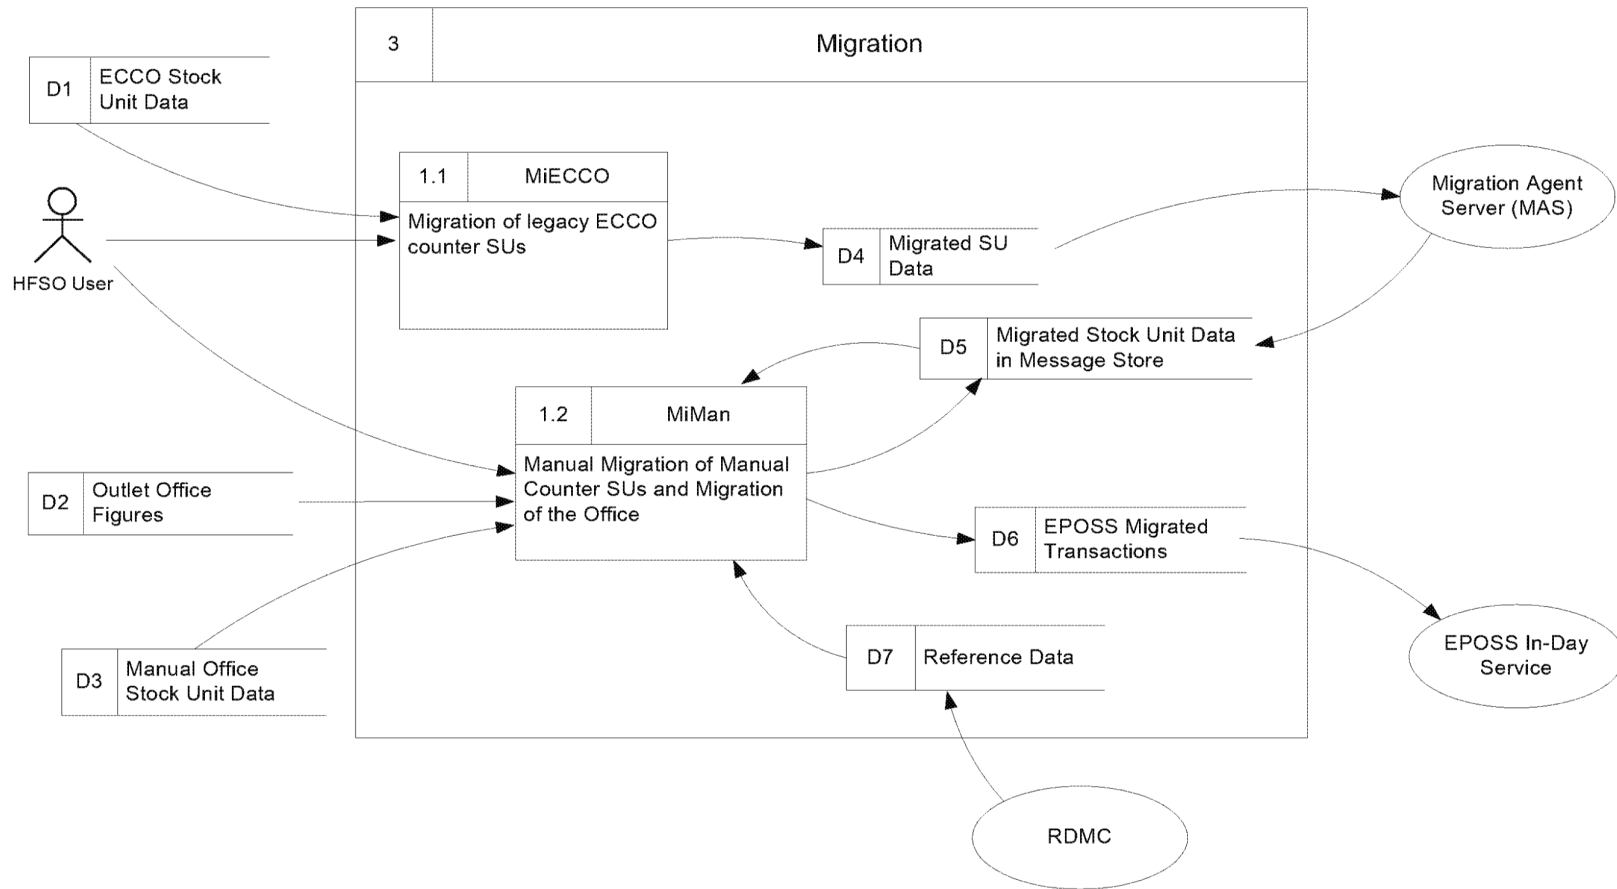 3
Migration
D1
ECCO Stock
Unit Data
1.1
MiECCO
Migration of legacy ECCO
counter SUs
Migration Agent
Server (MAS)
HFSO User
D4
Migrated SU
Data
D5
Migrated Stock Unit Data
in Message Store
1.2
MiMan
Manual Migration of Manual
Counter SUs and Migration
of the Office
D2
Outlet Office
Figures
D6
EPOSS Migrated
Transactions
D3
Manual Office
Stock Unit Data
D7
Reference Data
EPOSS In-Day
Service
RDMC